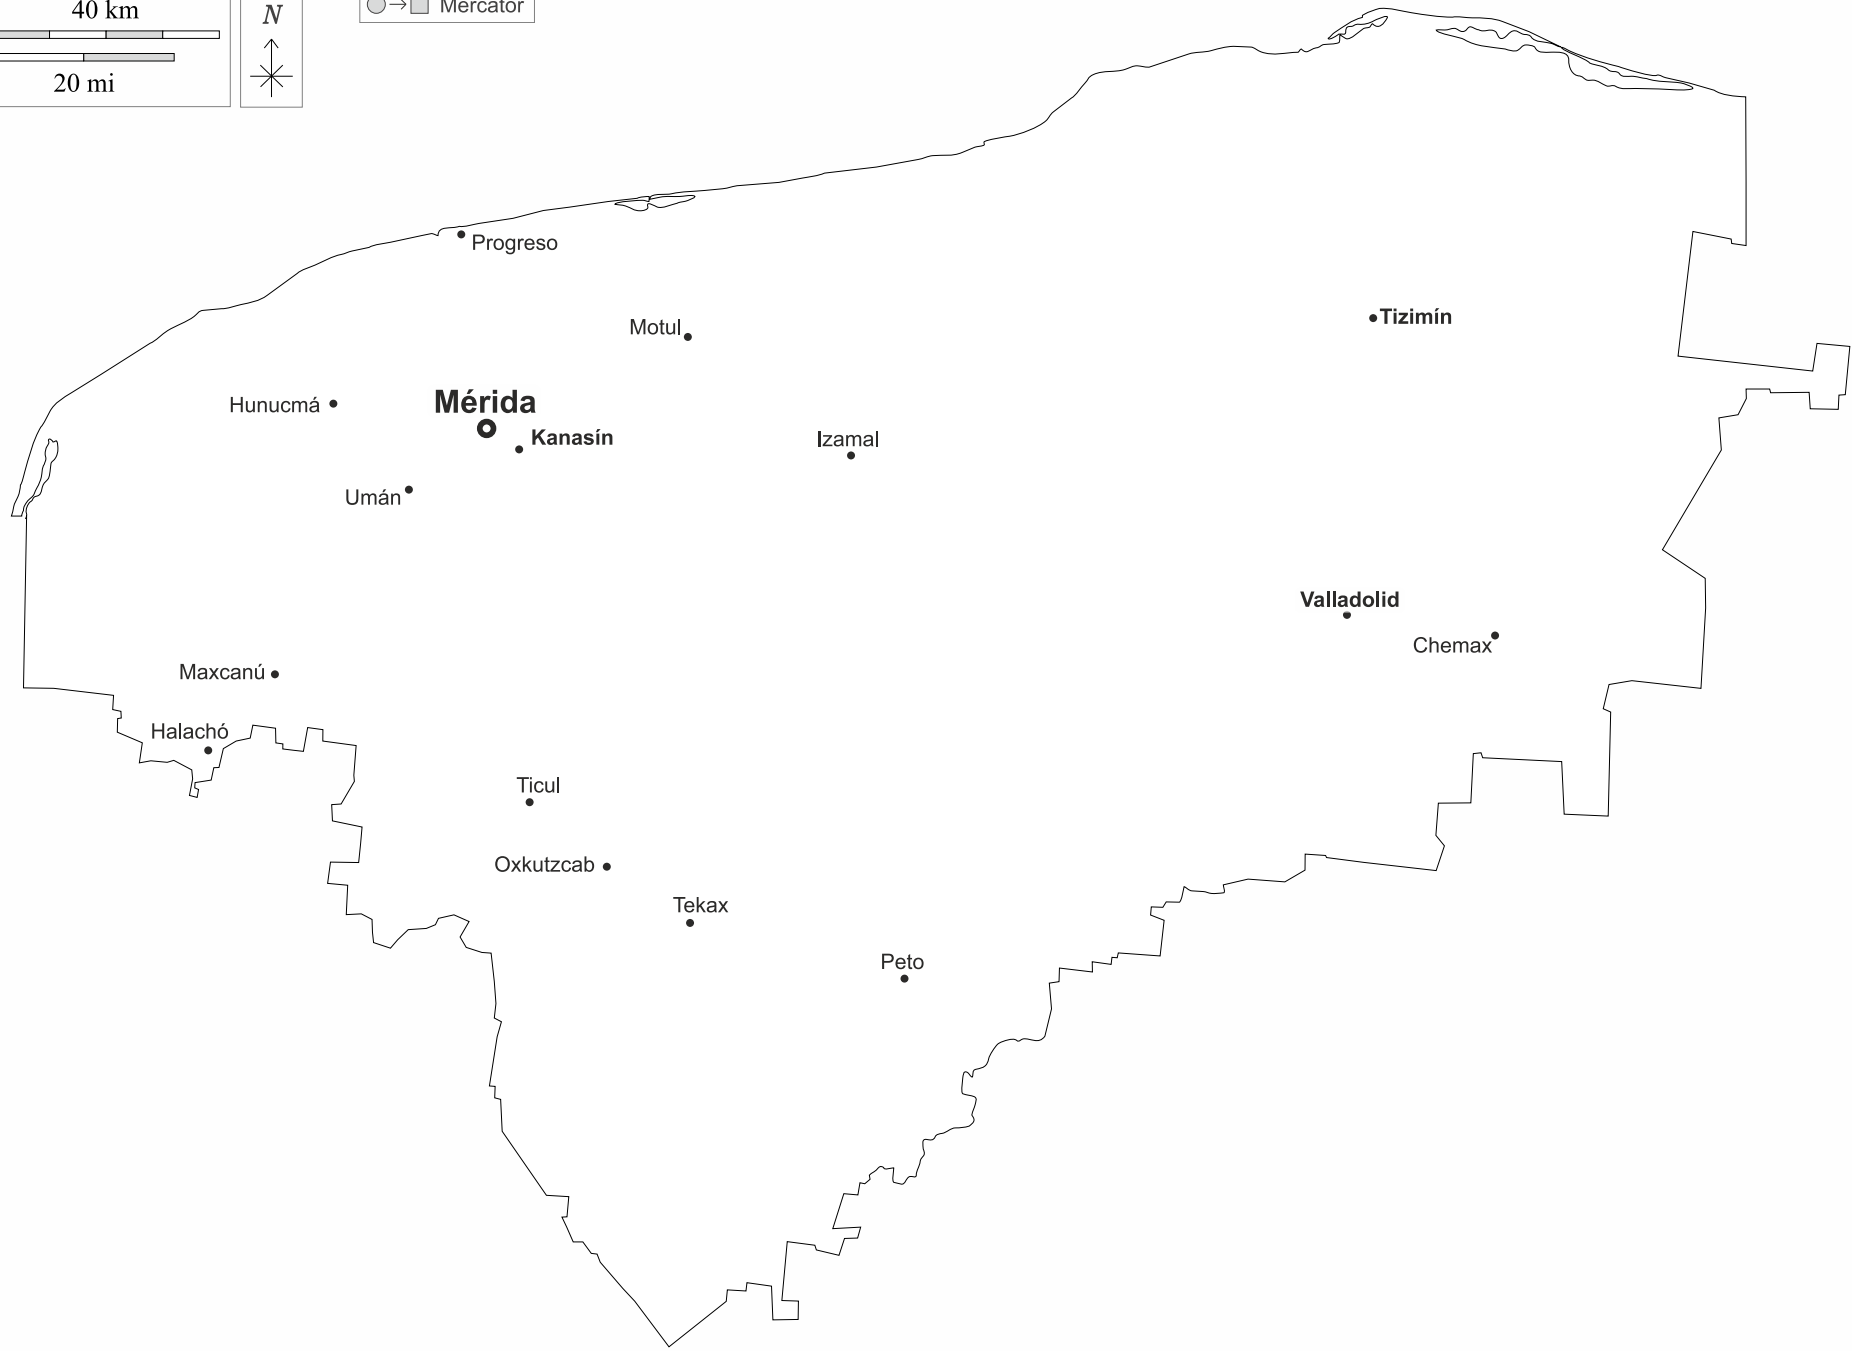 40 km
20 mi
N
Mercator
Progreso
Motul
Tizimín
Hunucmá
Mérida
Kanasín
Izamal
Umán
Valladolid
Chemax
Maxcanú
Halachó
Ticul
Oxkutzcab
Tekax
Peto